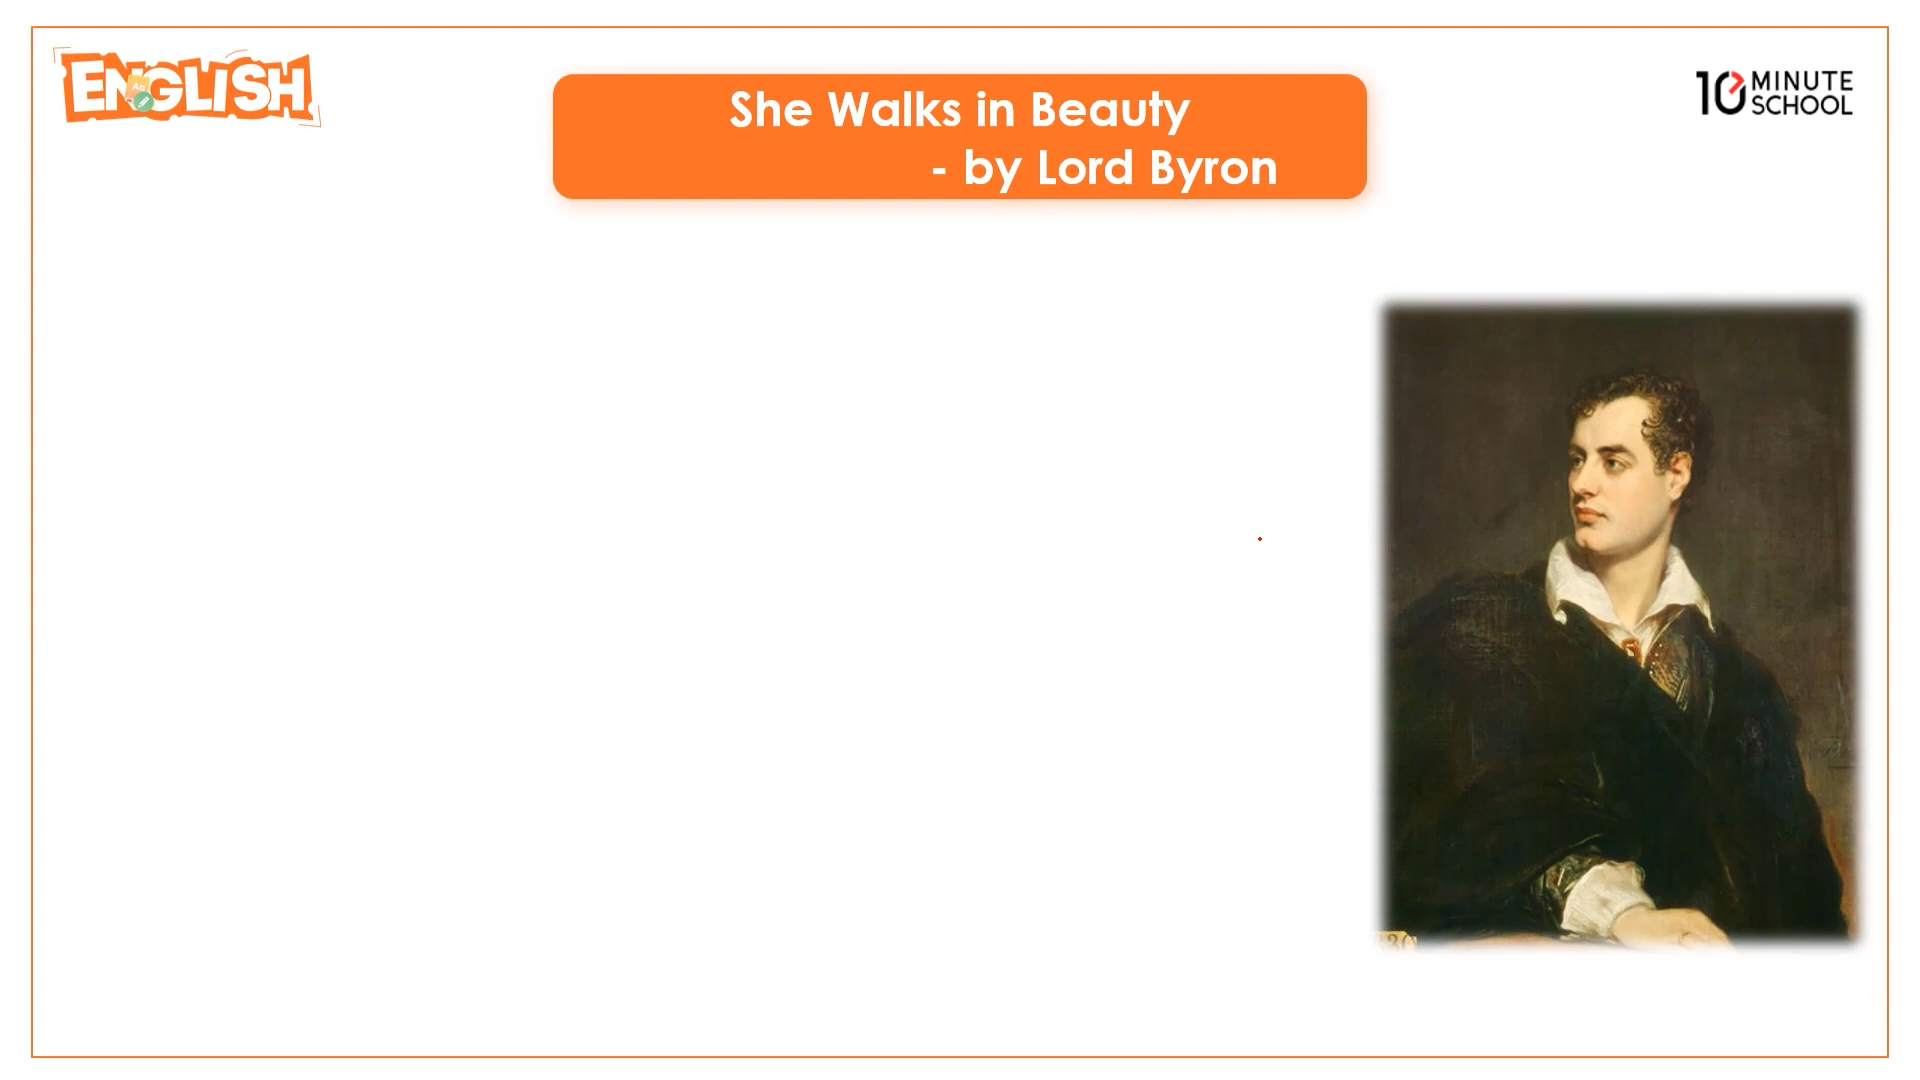 ENGLISH
She Walks in Beauty
- by Lord Byron
10 MINUTE
SCHOOL